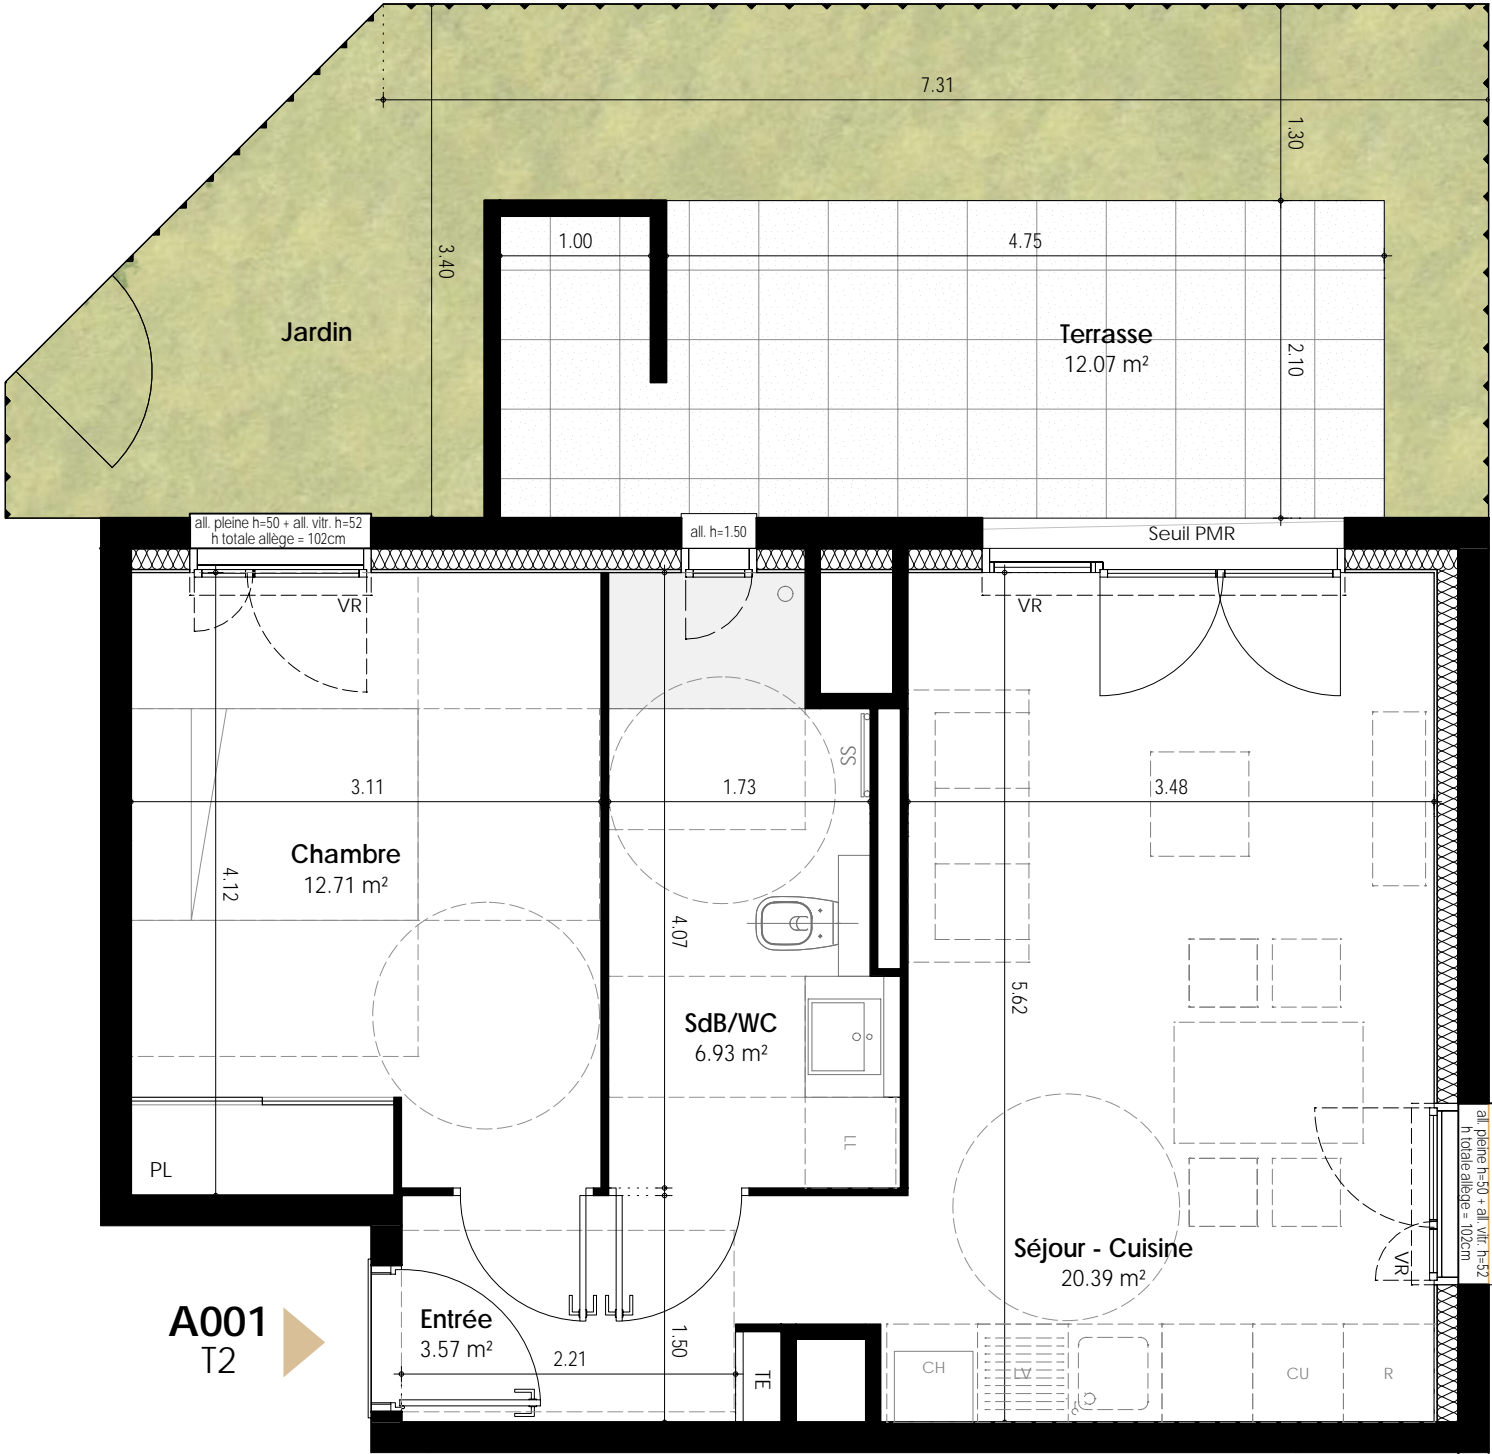 7.31
1.30
3.40
1.00
4.75
Jardin
Terrasse
12.07 m²
2.10
all. pleine h=50 + all. vitr. h=52
h totale allège = 102cm
all. h=1.50
Seuil PMR
VR
VR
SS
3.11
1.73
3.48
Chambre
12.71 m²
4.12
4.07
5.62
SdB/WC
6.93 m²
LL
PL
all. pleine h=50 + all. vitr. h=52
h totale allège = 102cm
VR
Séjour - Cuisine
20.39 m²
A001
T2
Entrée
3.57 m²
2.21
1.50
TE
CH
LV
CU
R